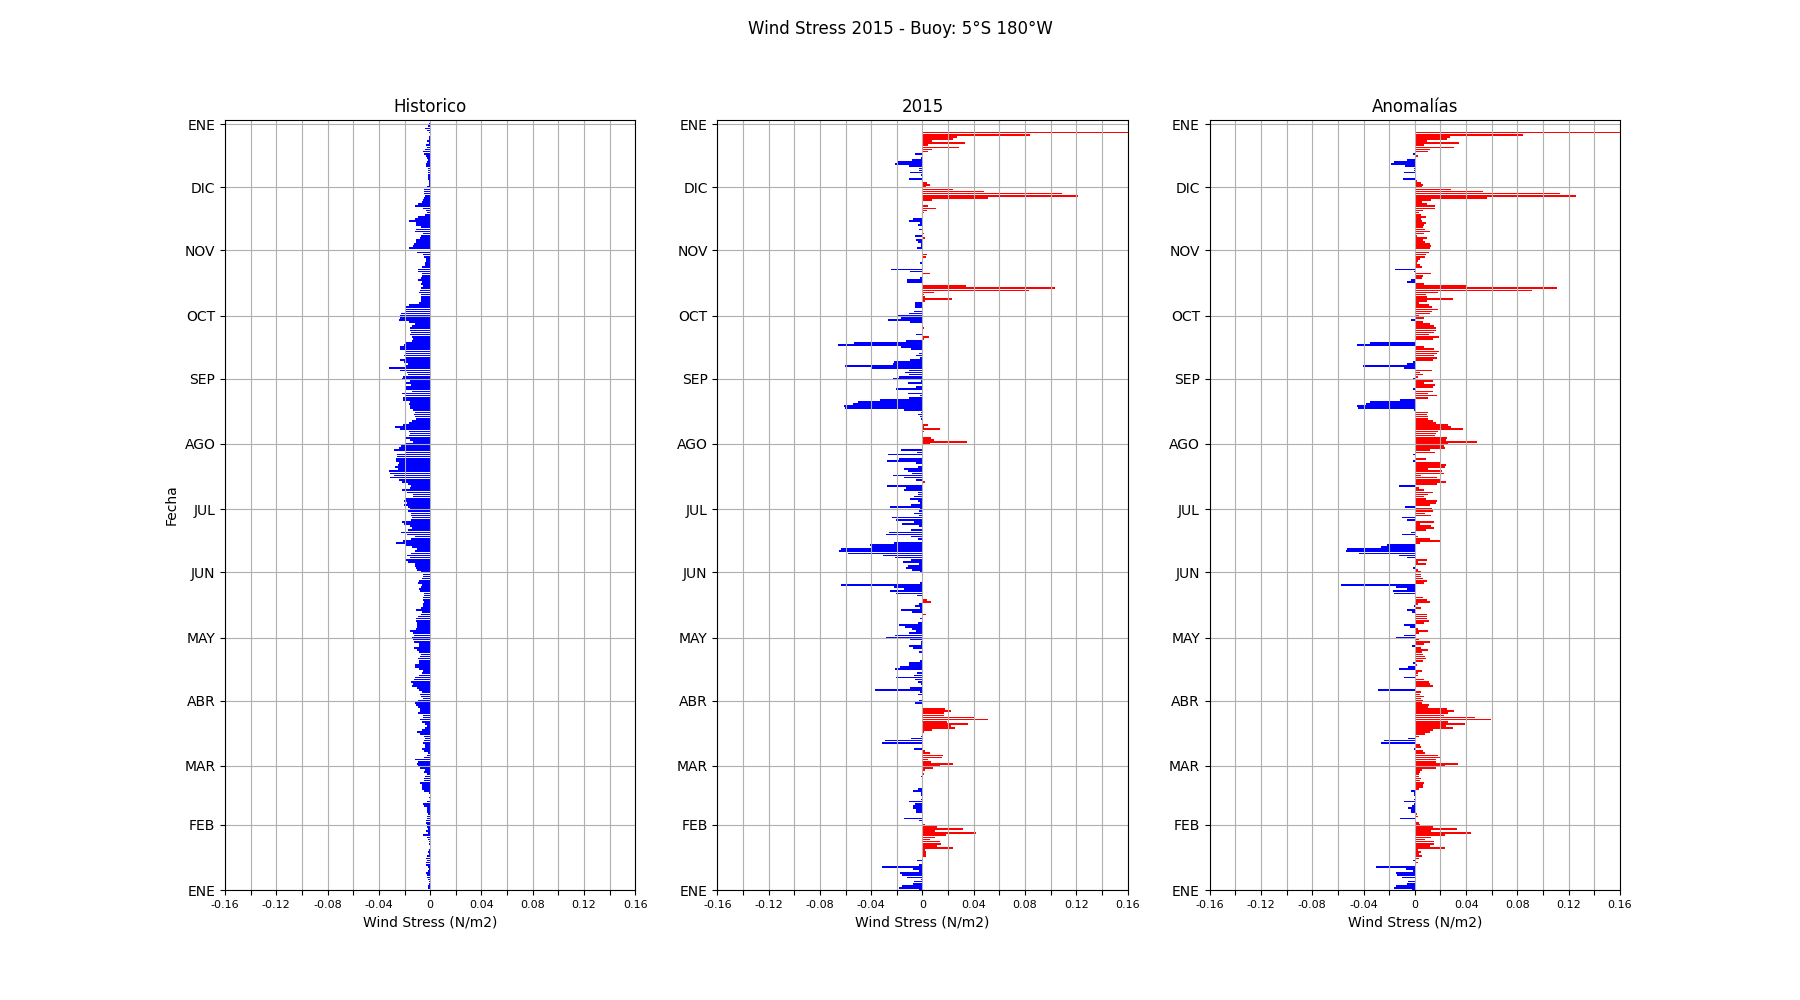 Wind Stress 2015 - Buoy: 5°S 180°W
Historico
ENE
DIC
NOV
OCT
SEP
AGO
JUL
JUN
MAY
ABR
MAR
FEB
ENE
Fecha
-0.16 -0.12 -0.08 -0.04 0 0.04 0.08 0.12 0.16
Wind Stress (N/m2)
2015
ENE
DIC
NOV
OCT
SEP
AGO
JUL
JUN
MAY
ABR
MAR
FEB
ENE
-0.16 -0.12 -0.08 -0.04 0 0.04 0.08 0.12 0.16
Wind Stress (N/m2)
Anomalías
ENE
DIC
NOV
OCT
SEP
AGO
JUL
JUN
MAY
ABR
MAR
FEB
ENE
-0.16 -0.12 -0.08 -0.04 0 0.04 0.08 0.12 0.16
Wind Stress (N/m2)